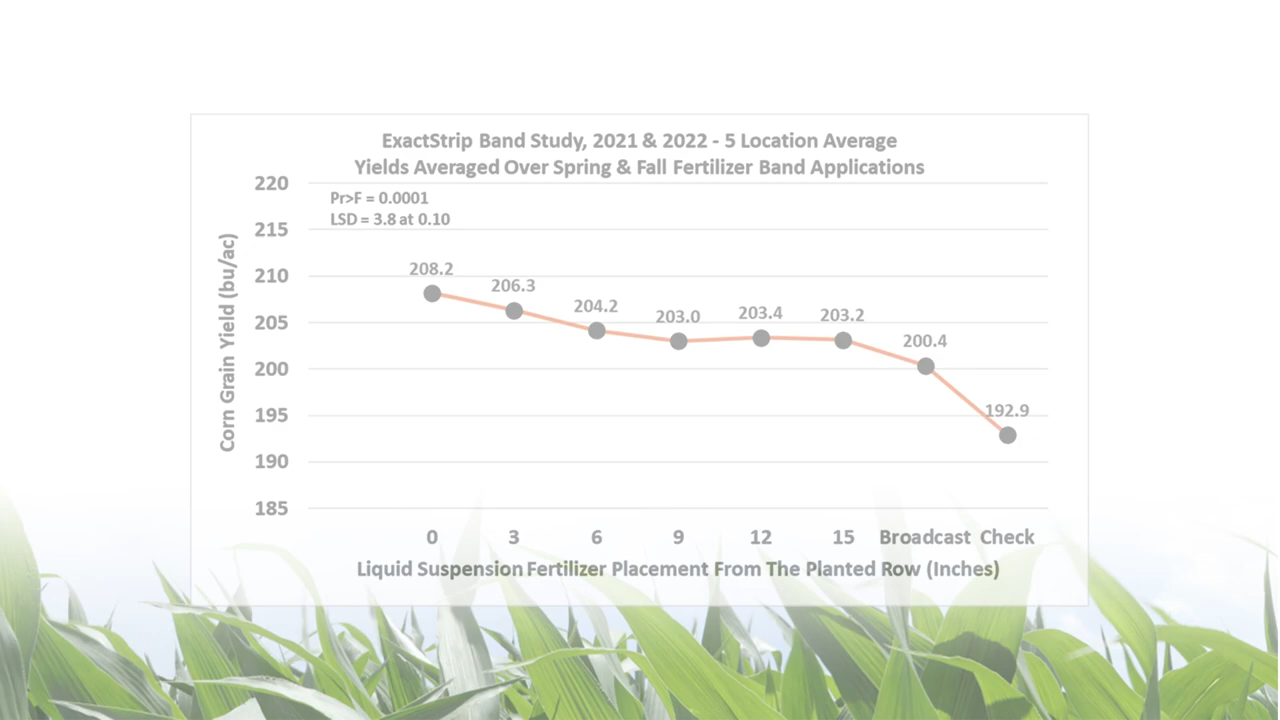 ExactStrip Band Study, 2021 & 2022 - 5 Location Average
Yields Averaged Over Spring & Fall Fertilizer Band Applications
Pr>F = 0.0001
LSD = 3.8 at 0.10
Corn Grain Yield (bu/ac)
220
215
210
205
200
195
190
185
208.2
206.3
204.2
203.0
203.4
203.2
200.4
192.9
0 3 6 9 12 15 Broadcast Check
Liquid Suspension Fertilizer Placement From The Planted Row (Inches)